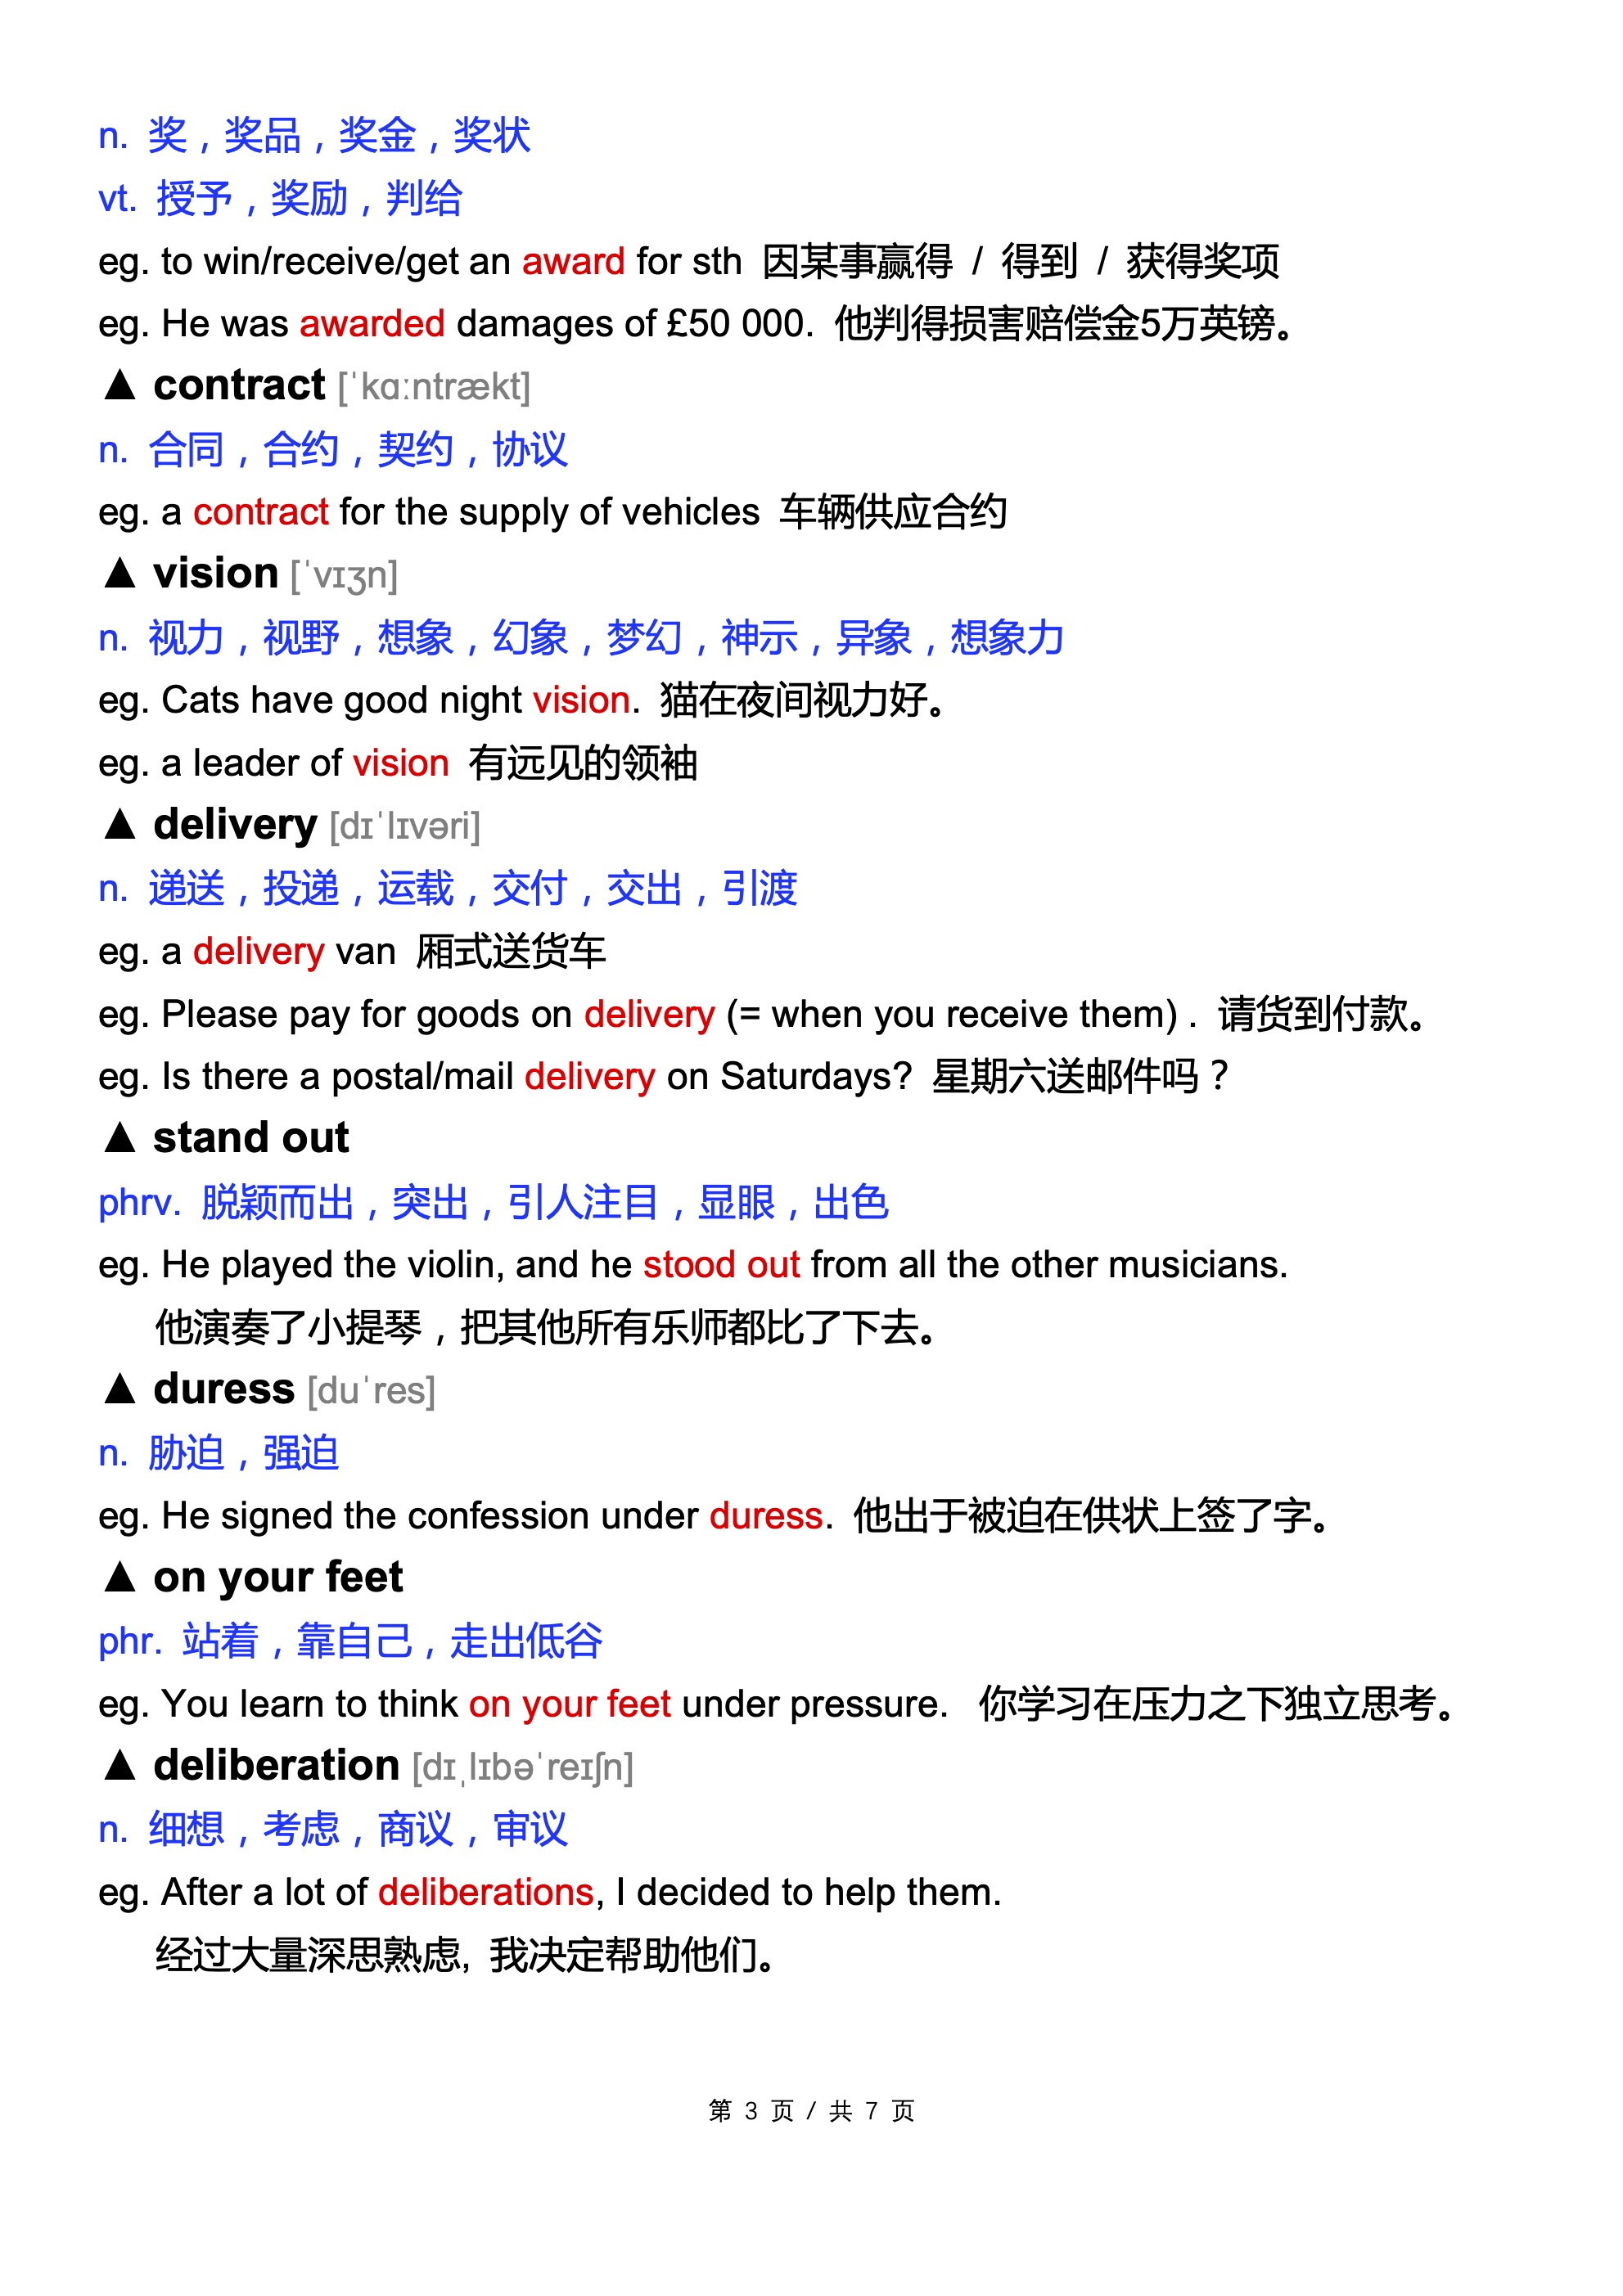 n. 奖，奖品，奖金，奖状
vt. 授予，奖励，判给
eg. to win/receive/get an award for sth 因某事赢得 / 得到 / 获得奖项
eg. He was awarded damages of £50 000. 他判得损害赔偿金5万英镑。
▲ contract [ˈkɑːntrækt]
n. 合同，合约，契约，协议
eg. a contract for the supply of vehicles 车辆供应合约
▲ vision [ˈvɪʒn]
n. 视力，视野，想象，幻象，梦幻，神示，异象，想象力
eg. Cats have good night vision. 猫在夜间视力好。
eg. a leader of vision 有远见的领袖
▲ delivery [dɪˈlɪvəri]
n. 递送，投递，运载，交付，交出，引渡
eg. a delivery van 厢式送货车
eg. Please pay for goods on delivery (= when you receive them) . 请货到付款。
eg. Is there a postal/mail delivery on Saturdays? 星期六送邮件吗？
▲ stand out
phrv. 脱颖而出，突出，引人注目，显眼，出色
eg. He played the violin, and he stood out from all the other musicians.
他演奏了小提琴，把其他所有乐师都比了下去。
▲ duress [duˈres]
n. 胁迫，强迫
eg. He signed the confession under duress. 他出于被迫在供状上签了字。
▲ on your feet
phr. 站着，靠自己，走出低谷
eg. You learn to think on your feet under pressure. 你学习在压力之下独立思考。
▲ deliberation [dɪˌlɪbəˈreɪʃn]
n. 细想，考虑，商议，审议
eg. After a lot of deliberations, I decided to help them.
经过大量深思熟虑, 我决定帮助他们。
第 3 页 / 共 7 页